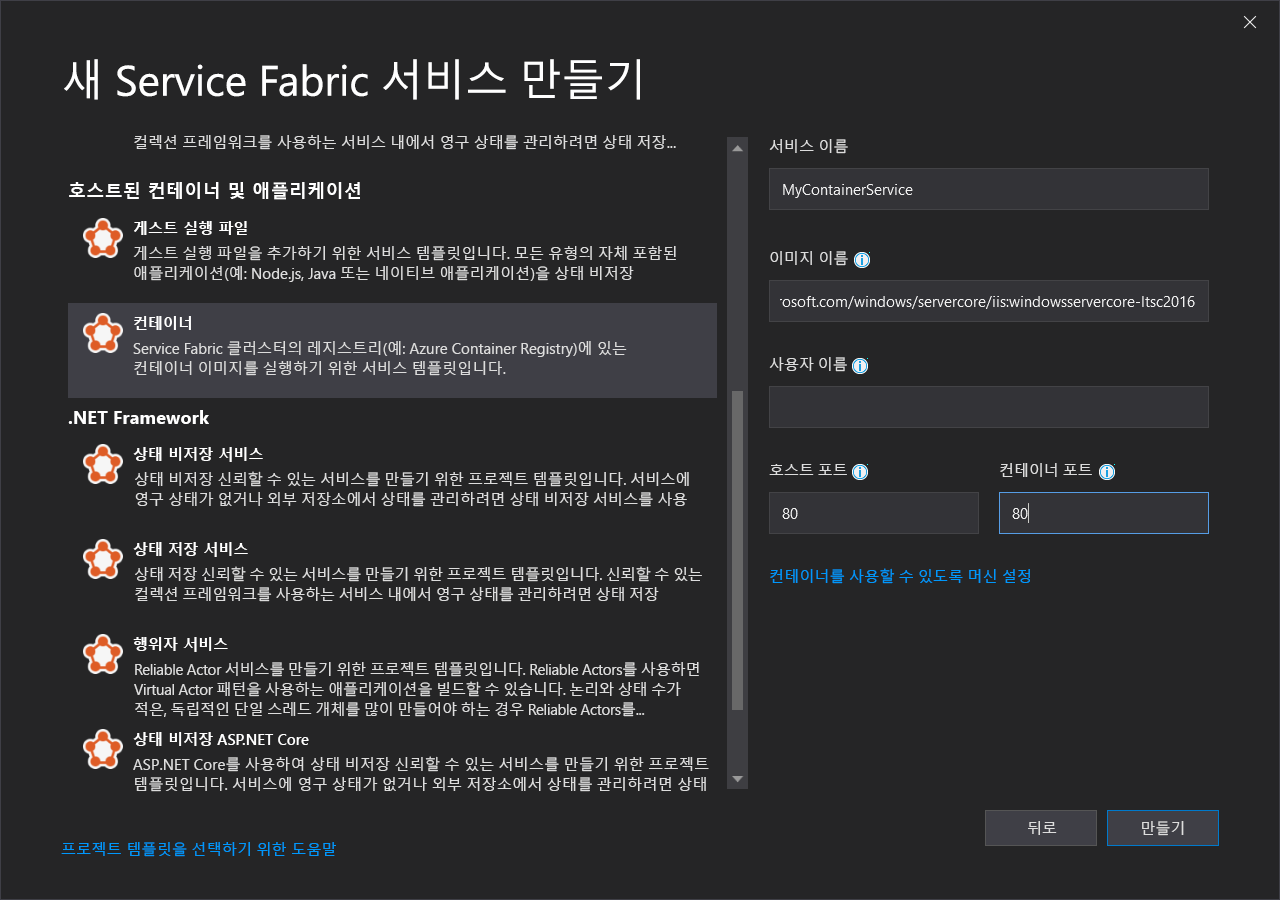 새 Service Fabric 서비스 만들기
컬렉션 프레임워크를 사용하는 서비스 내에서 영구 상태를 관리하려면 상태 저장...
호스트된 컨테이너 및 애플리케이션
게스트 실행 파일
게스트 실행 파일을 추가하기 위한 서비스 템플릿입니다. 모든 유형의 자체 포함된
애플리케이션(예: Node.js, Java 또는 네이티브 애플리케이션)을 상태 비저장
컨테이너
Service Fabric 클러스터의 레지스트리(예: Azure Container Registry)에 있는
컨테이너 이미지를 실행하기 위한 서비스 템플릿입니다.
.NET Framework
상태 비저장 서비스
상태 비저장 신뢰할 수 있는 서비스를 만들기 위한 프로젝트 템플릿입니다. 서비스에
영구 상태가 없거나 외부 저장소에서 상태를 관리하려면 상태 비저장 서비스를 사용
상태 저장 서비스
상태 저장 신뢰할 수 있는 서비스를 만들기 위한 프로젝트 템플릿입니다. 신뢰할 수 있는
컬렉션 프레임워크를 사용하는 서비스 내에서 영구 상태를 관리하려면 상태 저장
행위자 서비스
Reliable Actor 서비스를 만들기 위한 프로젝트 템플릿입니다. Reliable Actors를 사용하면
Virtual Actor 패턴을 사용하는 애플리케이션을 빌드할 수 있습니다. 논리와 상태 수가
적은, 독립적인 단일 스레드 개체를 많이 만들어야 하는 경우 Reliable Actors를...
상태 비저장 ASP.NET Core
ASP.NET Core를 사용하여 상태 비저장 신뢰할 수 있는 서비스를 만들기 위한 프로젝트
템플릿입니다. 서비스에 영구 상태가 없거나 외부 저장소에서 상태를 관리하려면 상태
프로젝트 템플릿을 선택하기 위한 도움말
서비스 이름
MyContainerService
이미지 이름
rosoft.com/windows/servercore/iis:windowsservercore-ltsc2016
사용자 이름
호스트 포트 컨테이너 포트
80 80
컨테이너를 사용할 수 있도록 머신 설정
뒤로 만들기